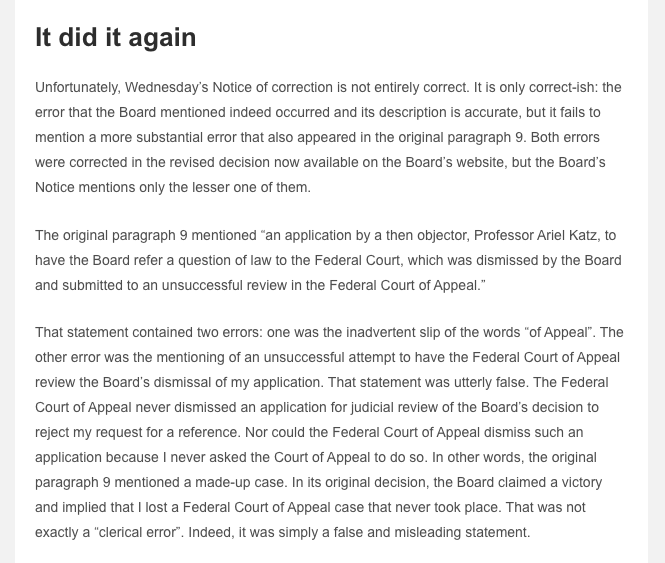 It did it again
Unfortunately, Wednesday's Notice of correction is not entirely correct. It is only correct-ish: the
error that the Board mentioned indeed occurred and its description is accurate, but it fails to
mention a more substantial error that also appeared in the original paragraph 9. Both errors
were corrected in the revised decision now available on the Board's website, but the Board's
Notice mentions only the lesser one of them.
The original paragraph 9 mentioned “an application by a then objector, Professor Ariel Katz, to
have the Board refer a question of law to the Federal Court, which was dismissed by the Board
and submitted to an unsuccessful review in the Federal Court of Appeal.”
That statement contained two errors: one was the inadvertent slip of the words “of Appeal”. The
other error was the mentioning of an unsuccessful attempt to have the Federal Court of Appeal
review the Board's dismissal of my application. That statement was utterly false. The Federal
Court of Appeal never dismissed an application for judicial review of the Board's decision to
reject my request for a reference. Nor could the Federal Court of Appeal dismiss such an
application because I never asked the Court of Appeal to do so. In other words, the original
paragraph 9 mentioned a made-up case. In its original decision, the Board claimed a victory
and implied that I lost a Federal Court of Appeal case that never took place. That was not
exactly a “clerical error”. Indeed, it was simply a false and misleading statement.